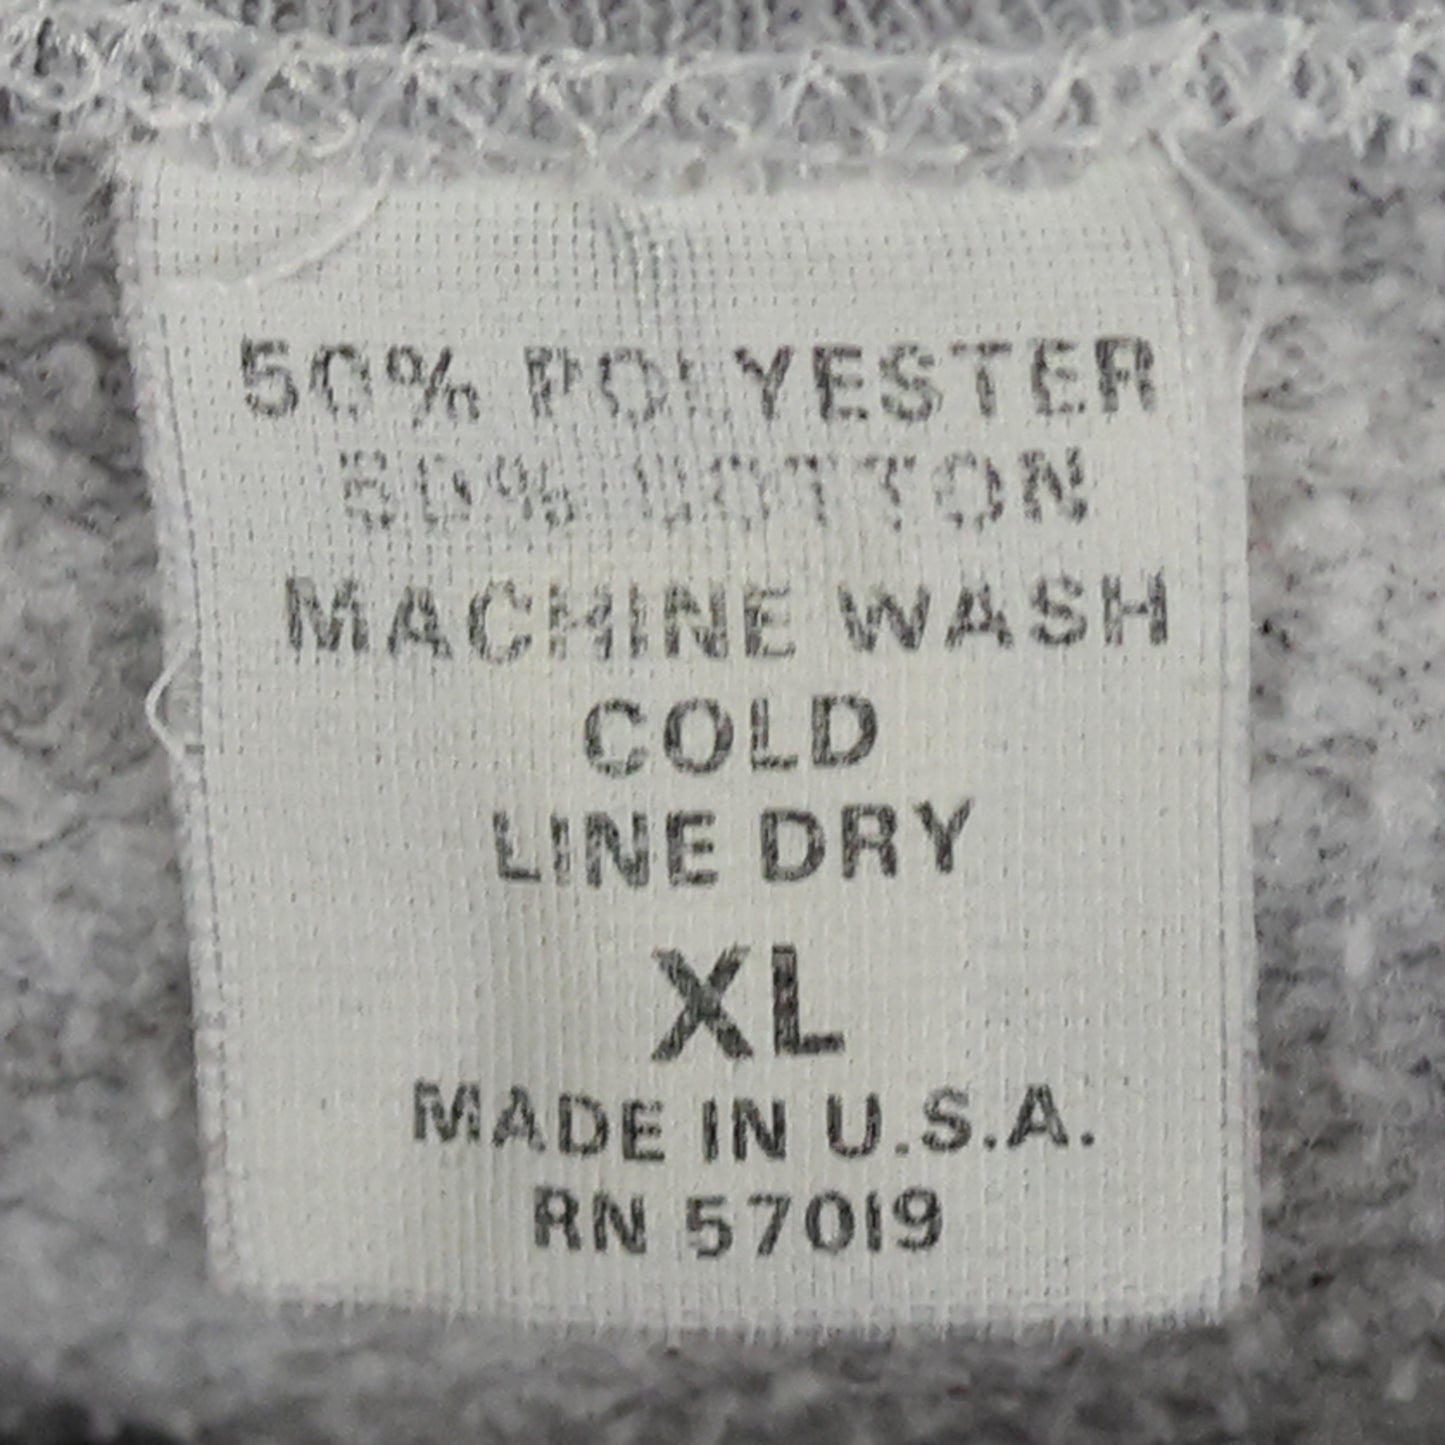 50% POLYESTER
50% COTTON
MACHINE WASH
COLD
LINE DRY
XL
MADE IN U.S.A.
RN 57019